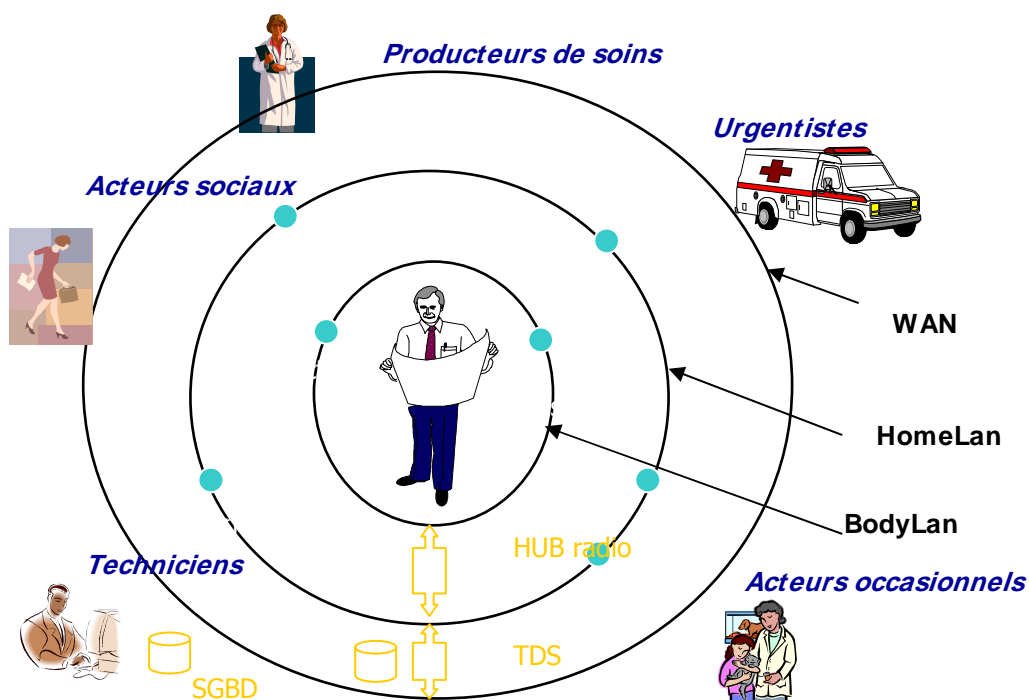 Producteurs de soins
Urgentistes
Acteurs sociaux
WAN
HomeLan
BodyLan
HUB radio
Techniciens
Acteurs occasionnels
TDS
SGBD